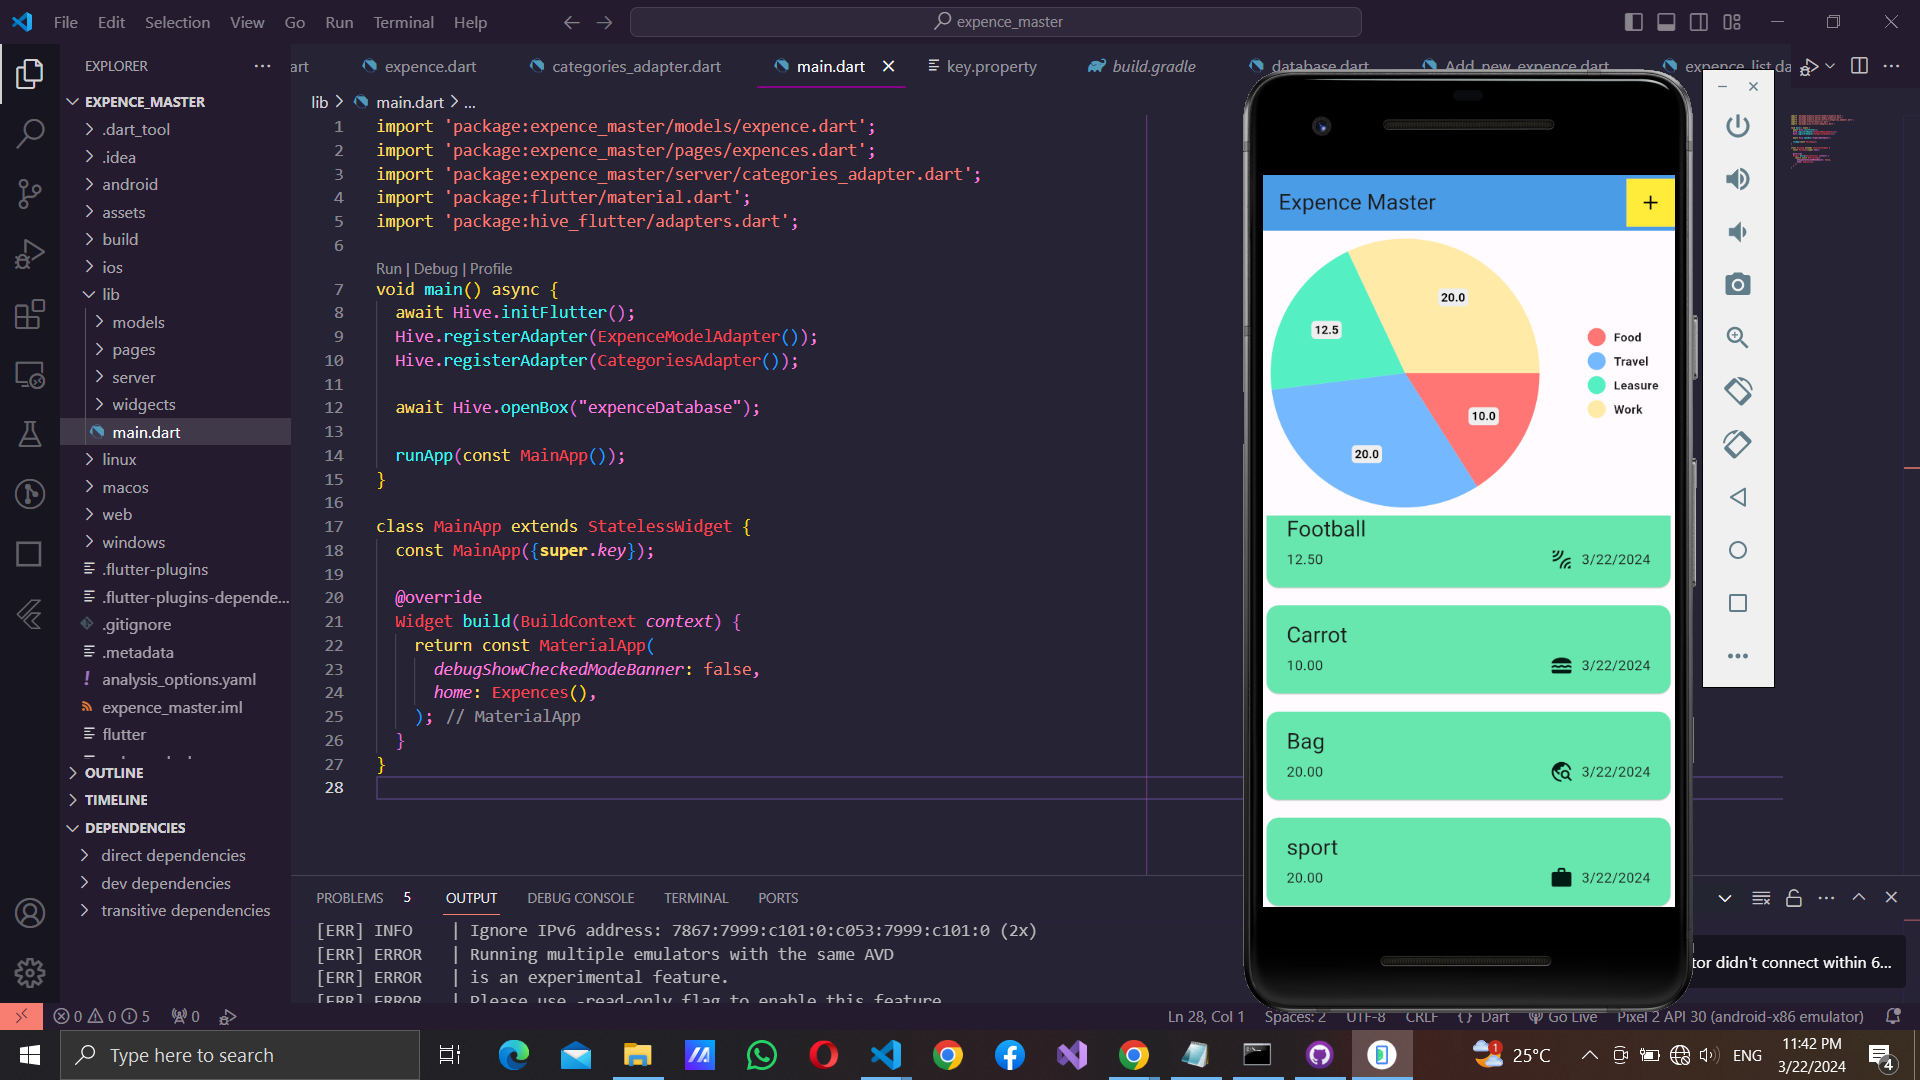 File Edit Selection View Go Run Terminal Help
expence_master
EXPLORER
EXPENCE_MASTER
.dart_tool
.idea
android
assets
build
ios
lib
models
pages
server
widgects
main.dart
linux
macos
web
windows
.flutter-plugins
.flutter-plugins-depende...
.gitignore
.metadata
analysis_options.yaml
expence_master.iml
flutter
OUTLINE
TIMELINE
DEPENDENCIES
direct dependencies
dev dependencies
transitive dependencies
art expence.dart categories_adapter.dart main.dart key.property build.gradle database.dart Add_new_expence.dart expence_list.da
lib > main.dart > ...
1 import 'package:expence_master/models/expence.dart';
2 import 'package:expence_master/pages/expences.dart';
3 import 'package:expence_master/server/categories_adapter.dart';
4 import 'package:flutter/material.dart';
5 import 'package:hive_flutter/adapters.dart';
6
Run | Debug | Profile
7 void main() async {
8 await Hive.initFlutter();
9 Hive.registerAdapter(ExpenceModelAdapter());
10 Hive.registerAdapter(CategoriesAdapter());
11
12 await Hive.openBox("expenceDatabase");
13
14 runApp(const MainApp());
15 }
16
17 class MainApp extends StatelessWidget {
18 const MainApp({super.key});
19
20 @override
21 Widget build(BuildContext context) {
22 return const MaterialApp(
23 debugShowCheckedModeBanner: false,
24 home: Expences(),
25 ); // MaterialApp
26 }
27 }
28
Expence Master +
20.0
12.5
10.0
20.0
Food
Travel
Leasure
Work
Football
12.50 3/22/2024
Carrot
10.00 3/22/2024
Bag
20.00 3/22/2024
sport
20.00 3/22/2024
PROBLEMS 5 OUTPUT DEBUG CONSOLE TERMINAL PORTS
[ERR] INFO | Ignore IPv6 address: 7867:7999:c101:0:c053:7999:c101:0 (2x)
[ERR] ERROR | Running multiple emulators with the same AVD
[ERR] ERROR | is an experimental feature.
[ERR] ERROR | Please use -read-only flag to enable this feature
tor didn't connect within 6...
0 0 5 0 Ln 28, Col 1 Spaces: 2 UTF-8 CRLF {} Dart Go Live Pixel 2 API 30 (android-x86 emulator)
Type here to search
1 25°C ENG 11:42 PM
3/22/2024 4